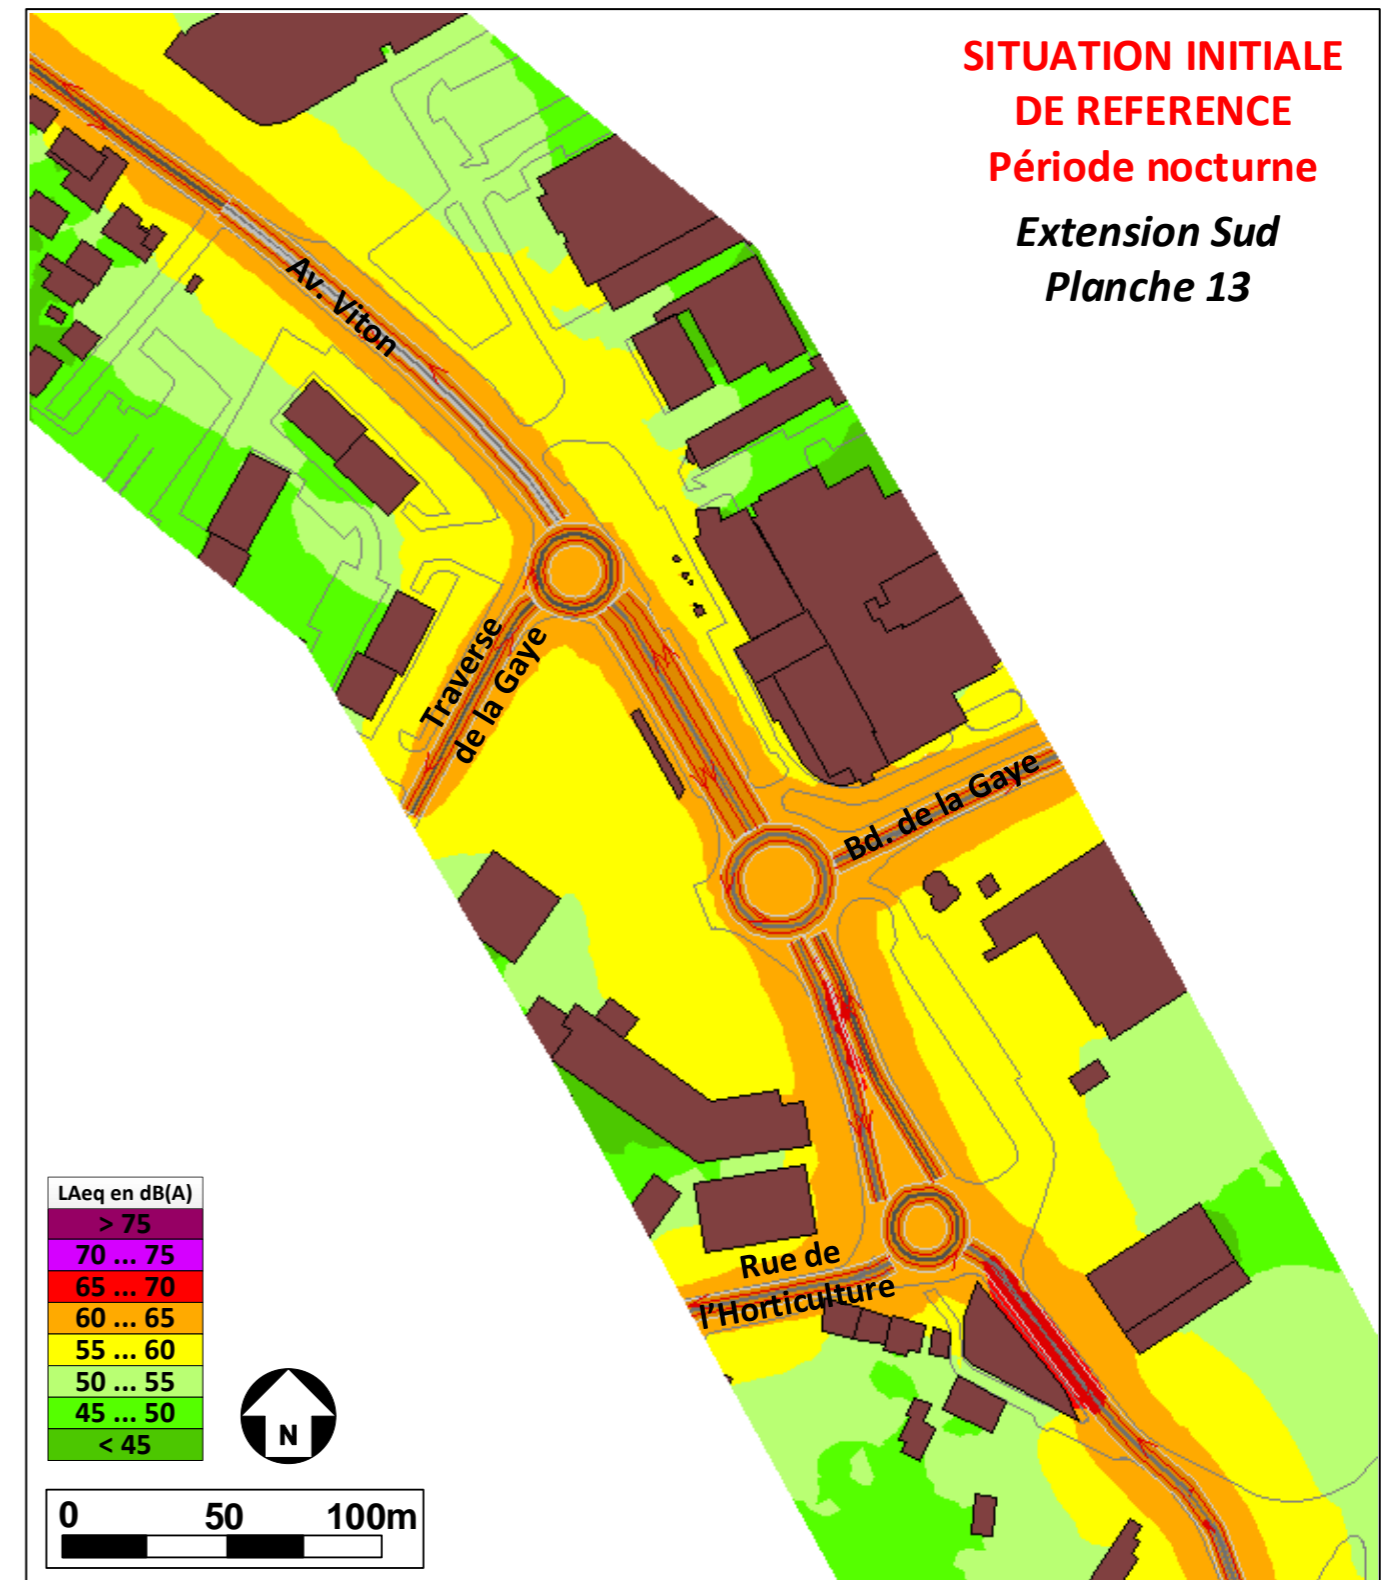 SITUATION INITIALE
DE REFERENCE
Période nocturne
Extension Sud
Planche 13
Av. Viton
Traverse
de la Gaye
Bd. de la Gaye
Rue de
l'Horticulture
LAeq en dB(A)
> 75
70 ... 75
65 ... 70
60 ... 65
55 ... 60
50 ... 55
45 ... 50
< 45
N
0 50 100m